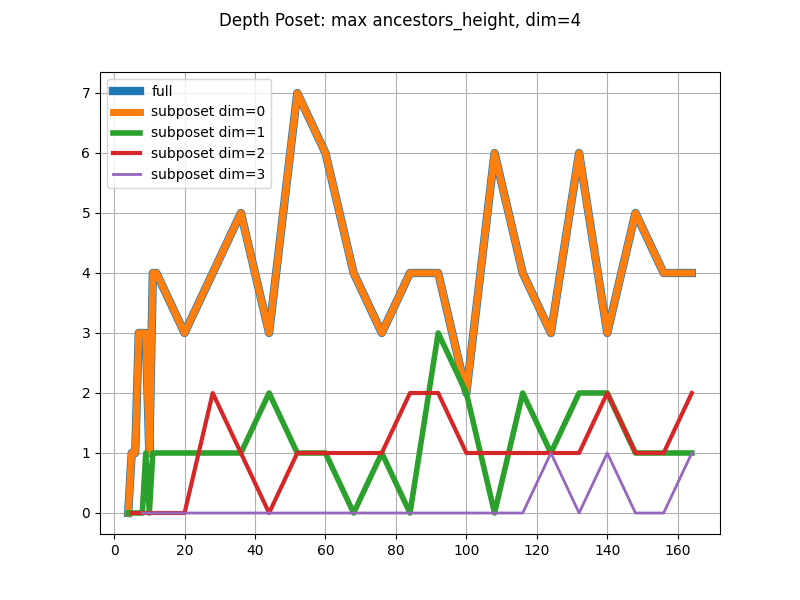 Depth Poset: max ancestors_height, dim=4
full
subposet dim=0
subposet dim=1
subposet dim=2
subposet dim=3
7
6
5
4
3
2
1
0
0 20 40 60 80 100 120 140 160